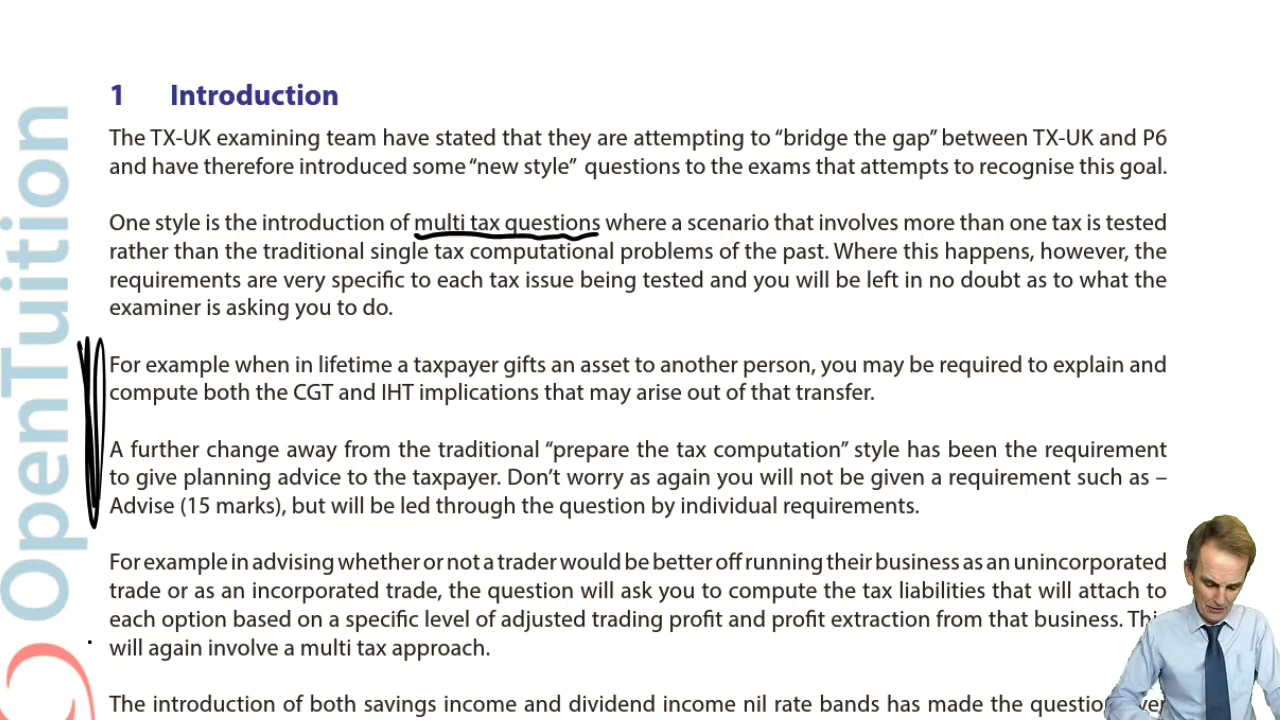 OpenTuition
1 Introduction
The TX-UK examining team have stated that they are attempting to “bridge the gap” between TX-UK and P6
and have therefore introduced some “new style” questions to the exams that attempts to recognise this goal.
One style is the introduction of multi tax questions where a scenario that involves more than one tax is tested
rather than the traditional single tax computational problems of the past. Where this happens, however, the
requirements are very specific to each tax issue being tested and you will be left in no doubt as to what the
examiner is asking you to do.
For example when in lifetime a taxpayer gifts an asset to another person, you may be required to explain and
compute both the CGT and IHT implications that may arise out of that transfer.
A further change away from the traditional “prepare the tax computation” style has been the requirement
to give planning advice to the taxpayer. Don’t worry as again you will not be given a requirement such as –
Advise (15 marks), but will be led through the question by individual requirements.
For example in advising whether or not a trader would be better off running their business as an unincorporated
trade or as an incorporated trade, the question will ask you to compute the tax liabilities that will attach to
each option based on a specific level of adjusted trading profit and profit extraction from that business.
will again involve a multi tax approach.
The introduction of both savings income and dividend income nil rate bands has made the